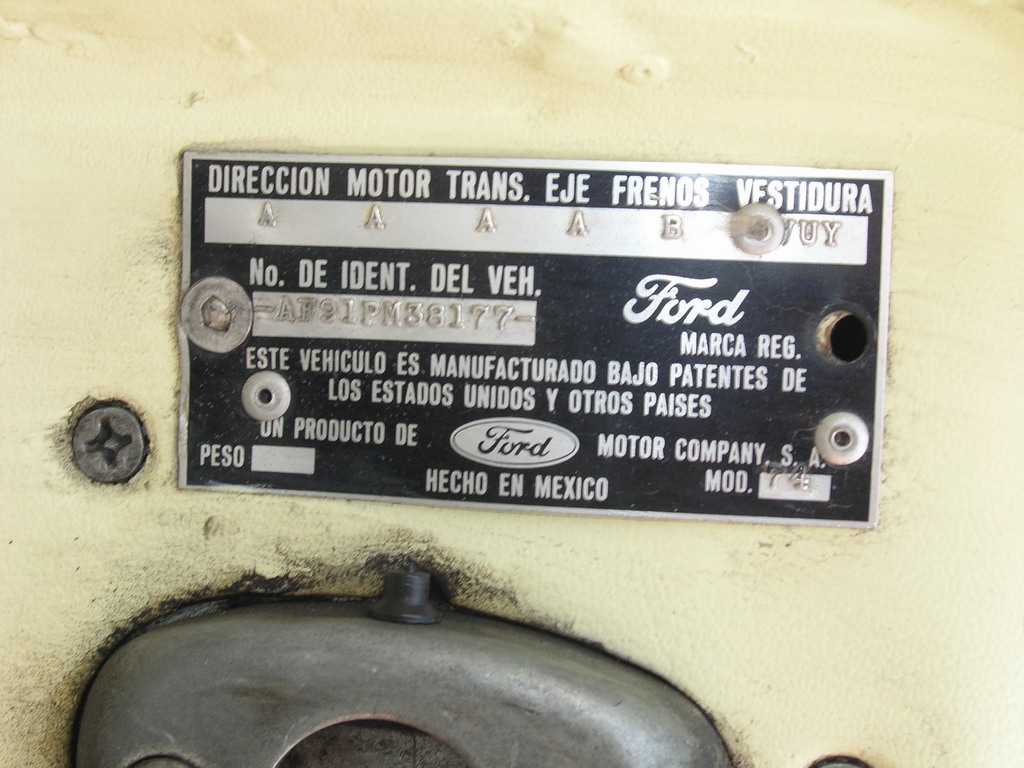 DIRECCION MOTOR TRANS. EJE FRENOS VESTIDURA
A A A A B /UY
No. DE IDENT. DEL VEH.
-AF91PM38177-
Ford
MARCA REG.
ESTE VEHICULO ES MANUFACTURADO BAJO PATENTES DE
LOS ESTADOS UNIDOS Y OTROS PAISES
UN PRODUCTO DE Ford MOTOR COMPANY, S. A.
PESO
HECHO EN MEXICO
MOD.